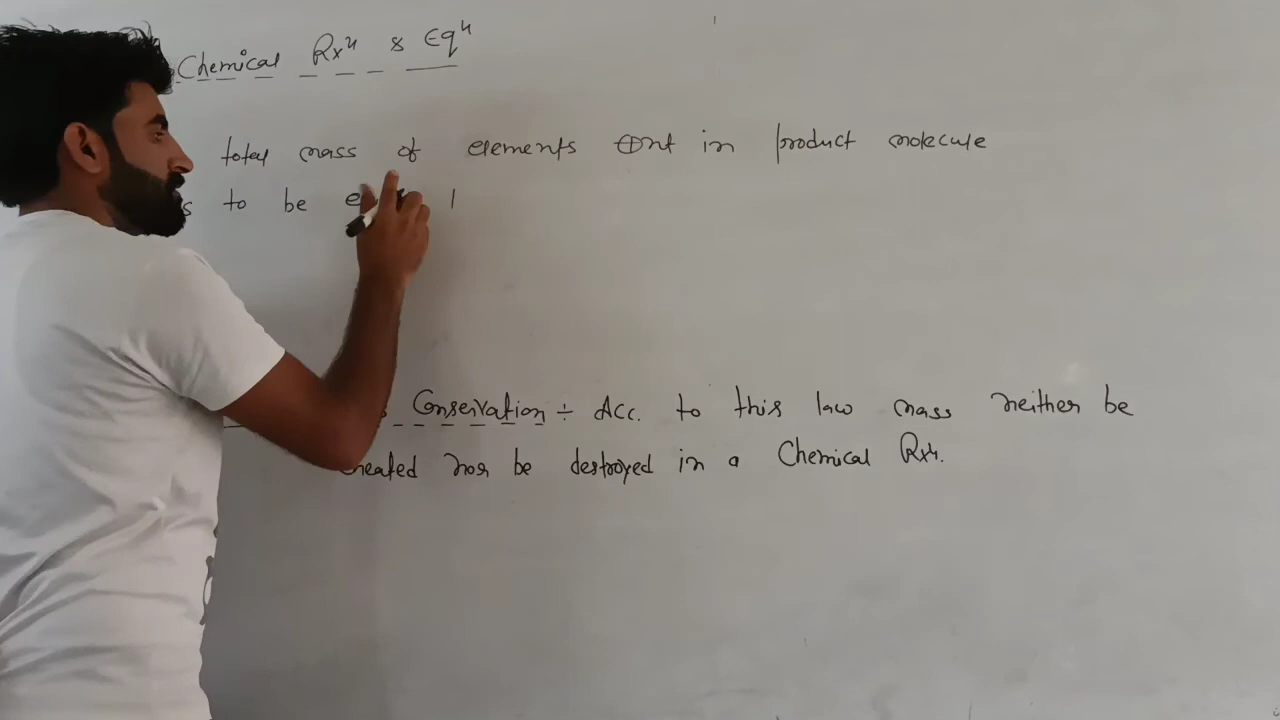 Chemical Rxn & Eqn
total mass of elements ⊕nt in product molecule
to be
Conservation ÷ Acc. to this law mass neither be
created nor be destroyed in a Chemical Rxn.